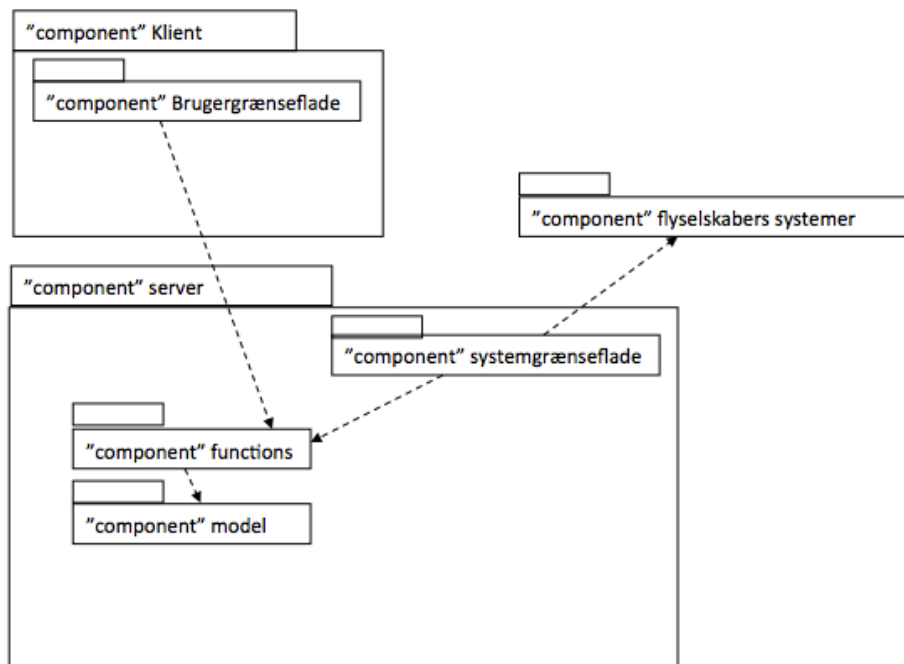 ”component” Klient
”component” Brugergrænseflade
”component” flyselskabers systemer
”component” server
”component” systemgrænseflade
”component” functions
”component” model